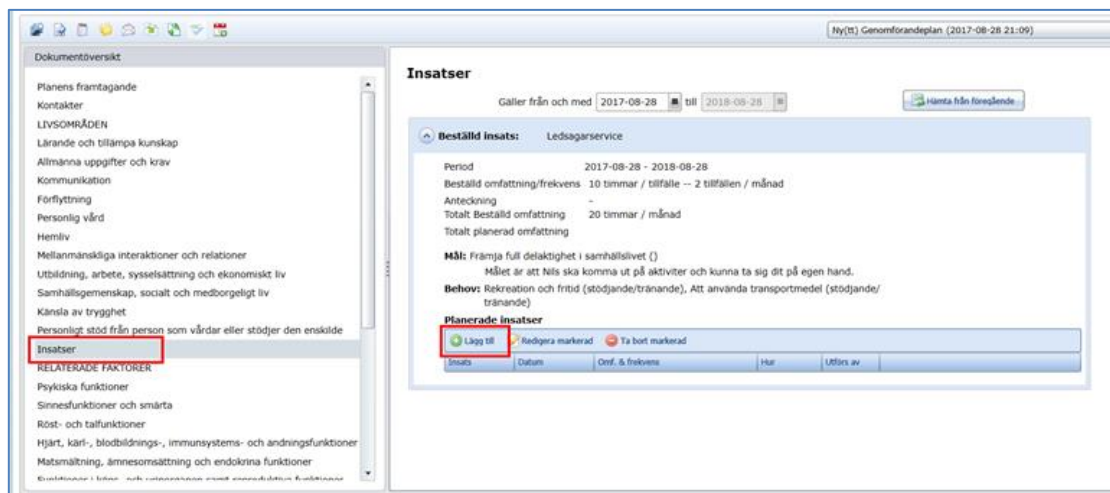 Ny(tt) Genomförandeplan (2017-08-28 21:09)
Dokumentöversikt
Planens framtagande
Kontakter
LIVSOMRÅDEN
Lärande och tillämpa kunskap
Allmänna uppgifter och krav
Kommunikation
Förflyttning
Personlig vård
Hemliv
Mellanmänskliga interaktioner och relationer
Utbildning, arbete, sysselsättning och ekonomiskt liv
Samhällsgemenskap, socialt och medborgeligt liv
Känsla av trygghet
Personligt stöd från person som vårdar eller stödjer den enskilde
Insatser
RELATERADE FAKTORER
Psykiska funktioner
Sinnesfunktioner och smärta
Röst- och talfunktioner
Hjärt, kärl-, blodbildnings-, immunsystems- och andningsfunktioner
Matsmältning, ämnesomsättning och endokrina funktioner
Insatser
Gäller från och med 2017-08-28 till 2018-08-28
Hämta från föregående
Beställd insats: Ledsagarservice
Period 2017-08-28 - 2018-08-28
Beställd omfattning/frekvens 10 timmar / tillfälle -- 2 tillfällen / månad
Anteckning -
Totalt Beställd omfattning 20 timmar / månad
Totalt planerad omfattning
Mål: Främja full delaktighet i samhällslivet ()
Målet är att Nils ska komma ut på aktiviter och kunna ta sig dit på egen hand.
Behov: Rekreation och fritid (stödjande/tränande), Att använda transportmedel (stödjande/
tränande)
Planerade insatser
Lägg till Redigera markerad Ta bort markerad
Insats Datum Omf. & frekvens Hur Utförs av